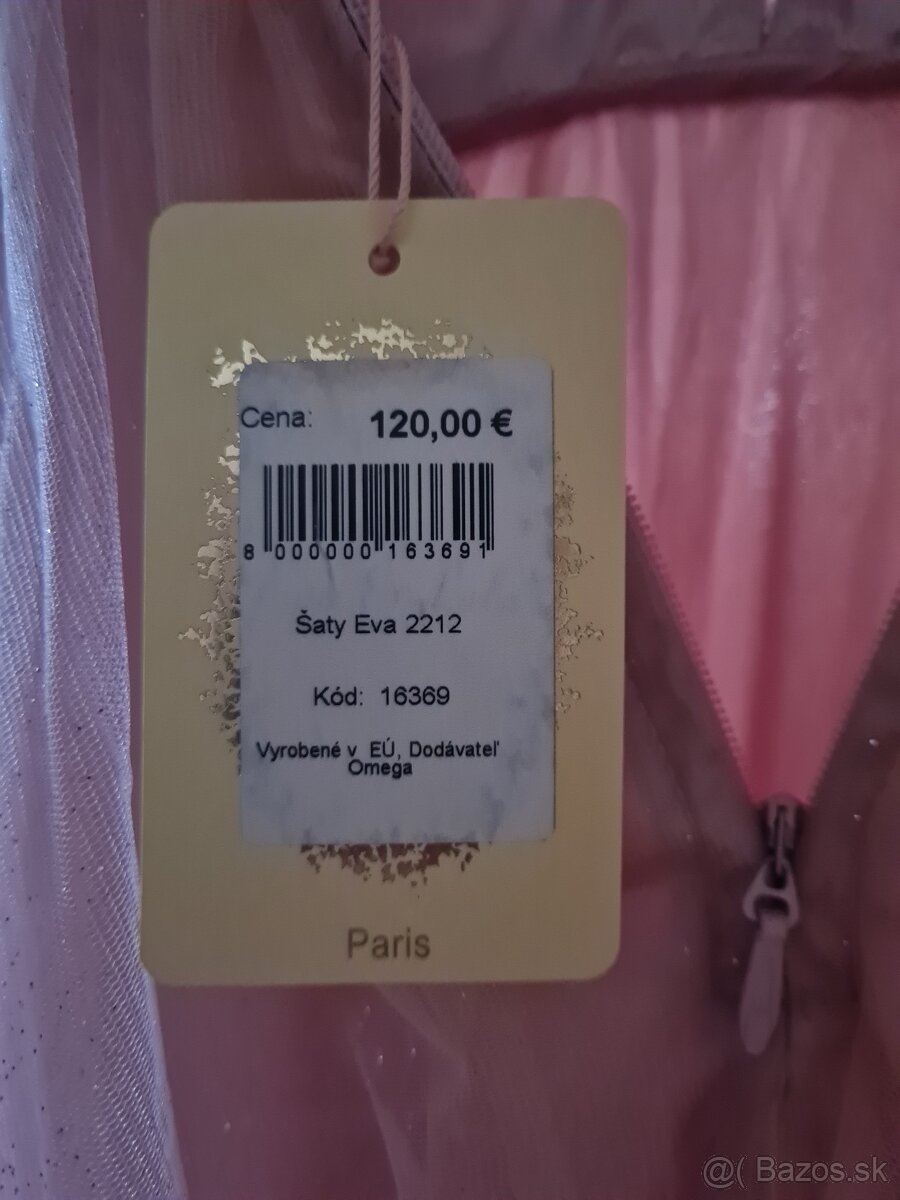 Cena: 120,00 €
8 000000 163691
Šaty Eva 2212
Kód: 16369
Vyrobené v EÚ, Dodávateľ
Omega
Paris
@( Bazos.sk